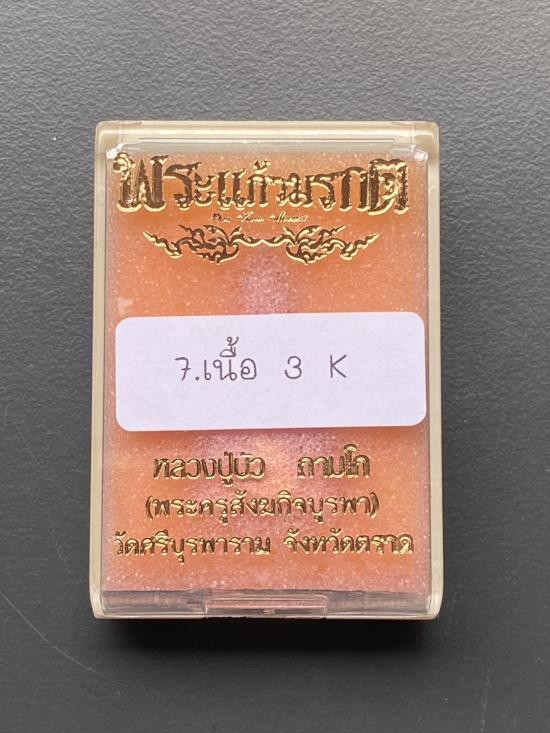 พระแก้วมรกต
7.เนื้อ 3 K
หลวงปู่บัว ถามโก
(พระครูสังฆกิจบูรพา)
วัดศรีบุรพาราม จังหวัดตราด